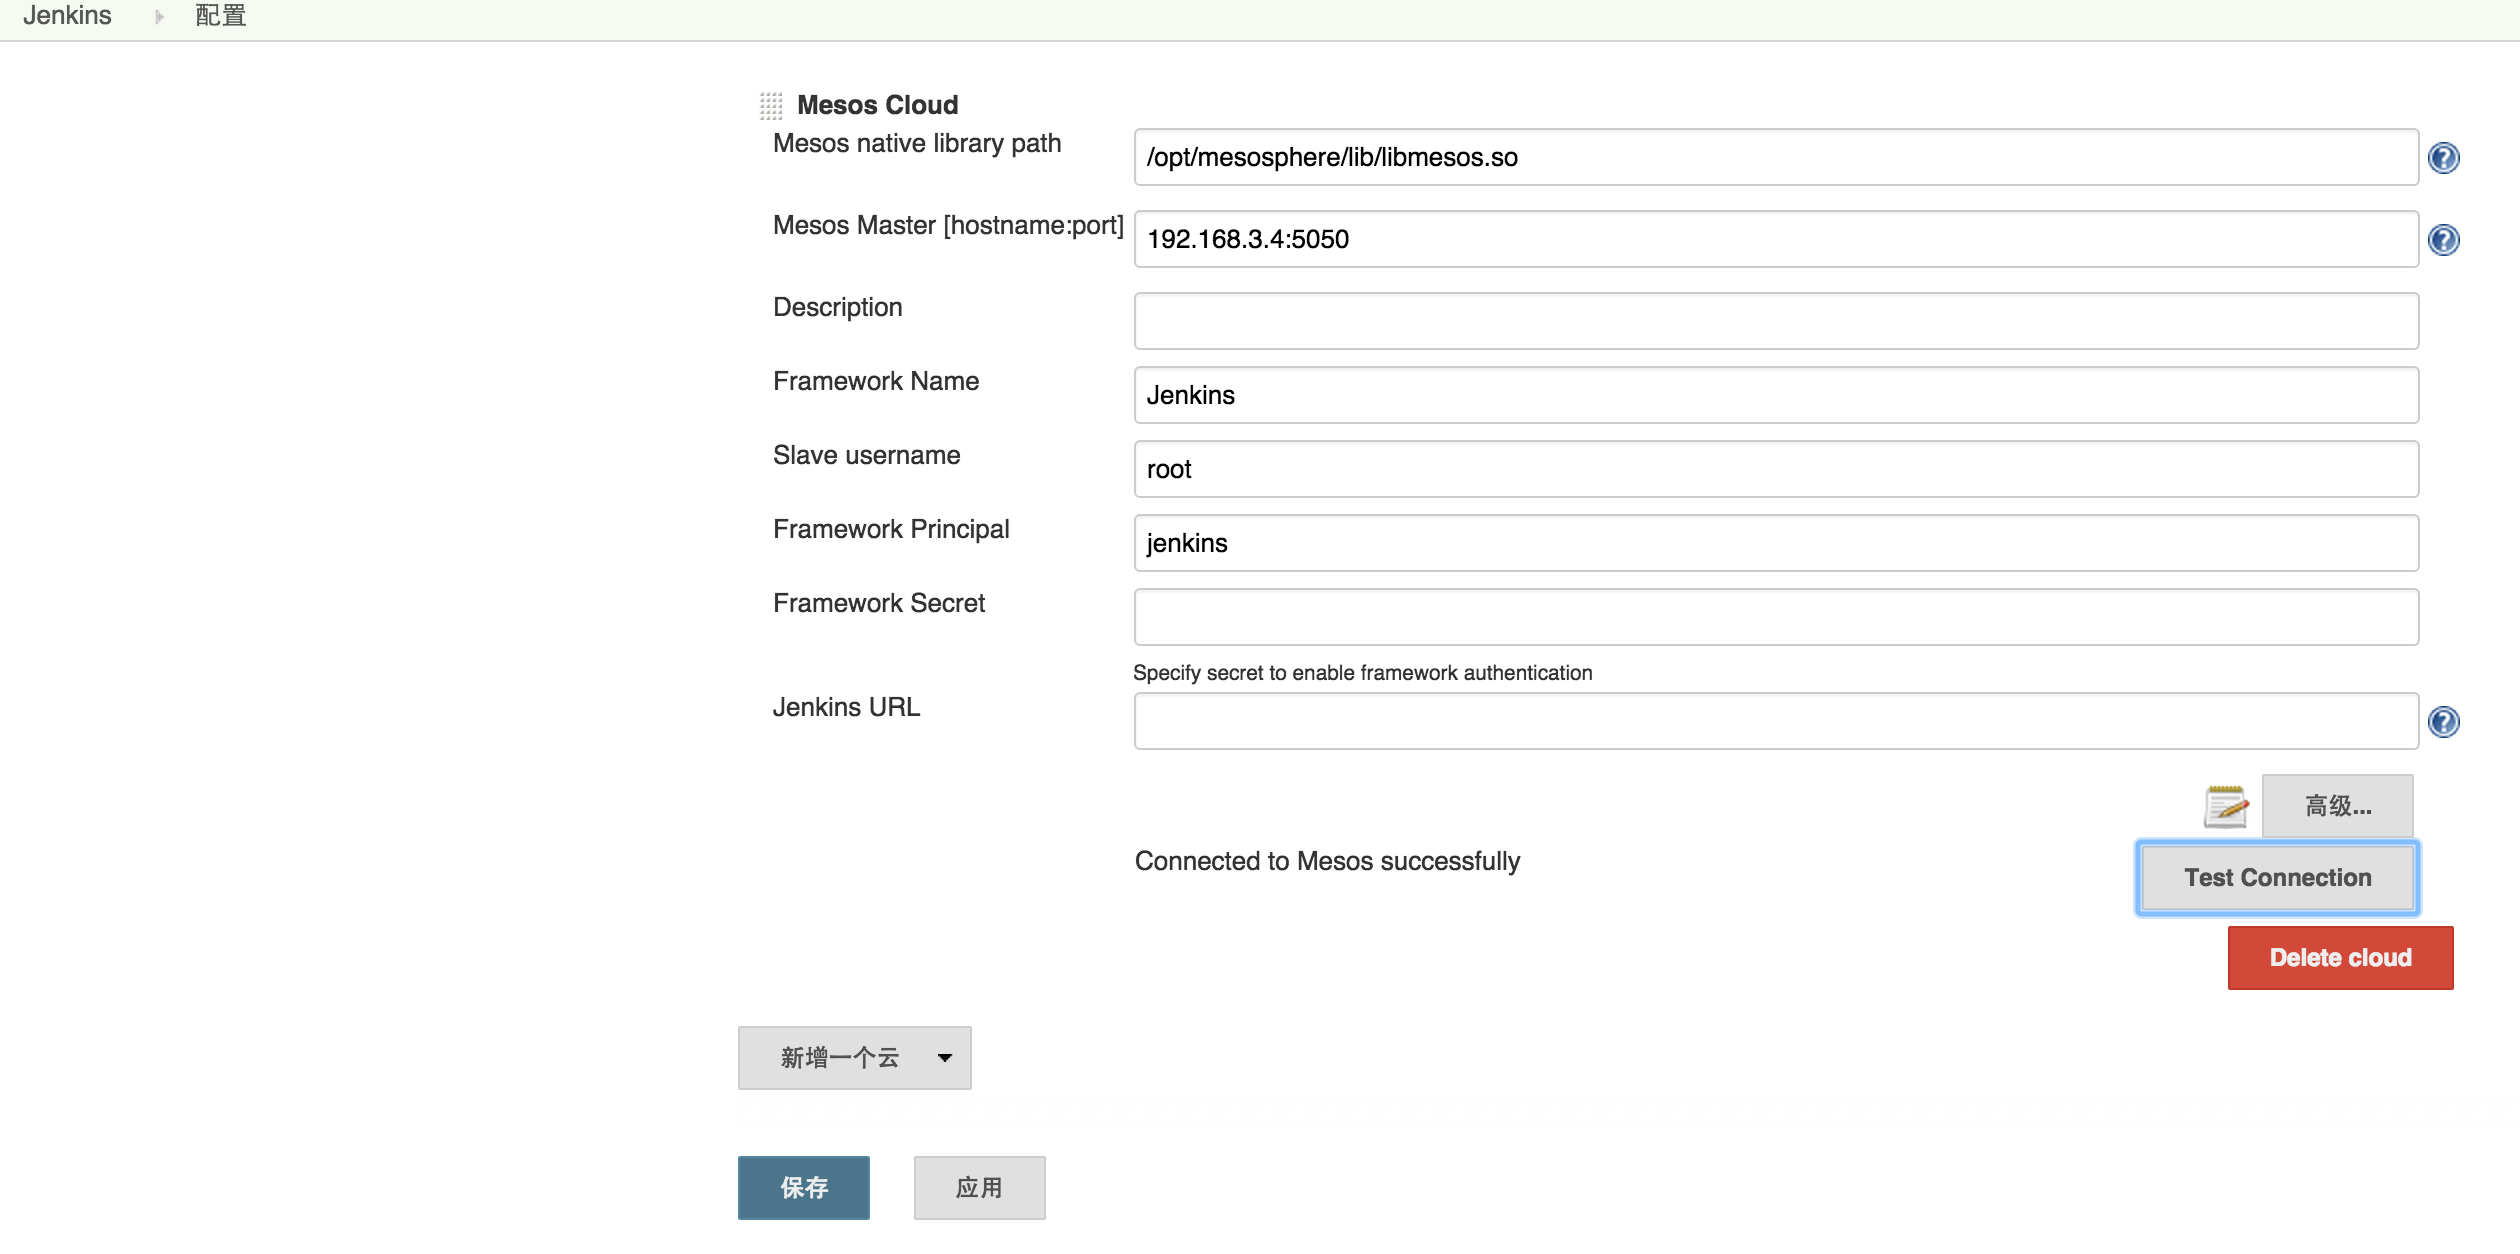 Jenkins 配置
Mesos Cloud
Mesos native library path /opt/mesosphere/lib/libmesos.so
Mesos Master [hostname:port] 192.168.3.4:5050
Description
Framework Name Jenkins
Slave username root
Framework Principal jenkins
Framework Secret
Specify secret to enable framework authentication
Jenkins URL
高级...
Connected to Mesos successfully Test Connection
Delete cloud
新增一个云
保存 应用